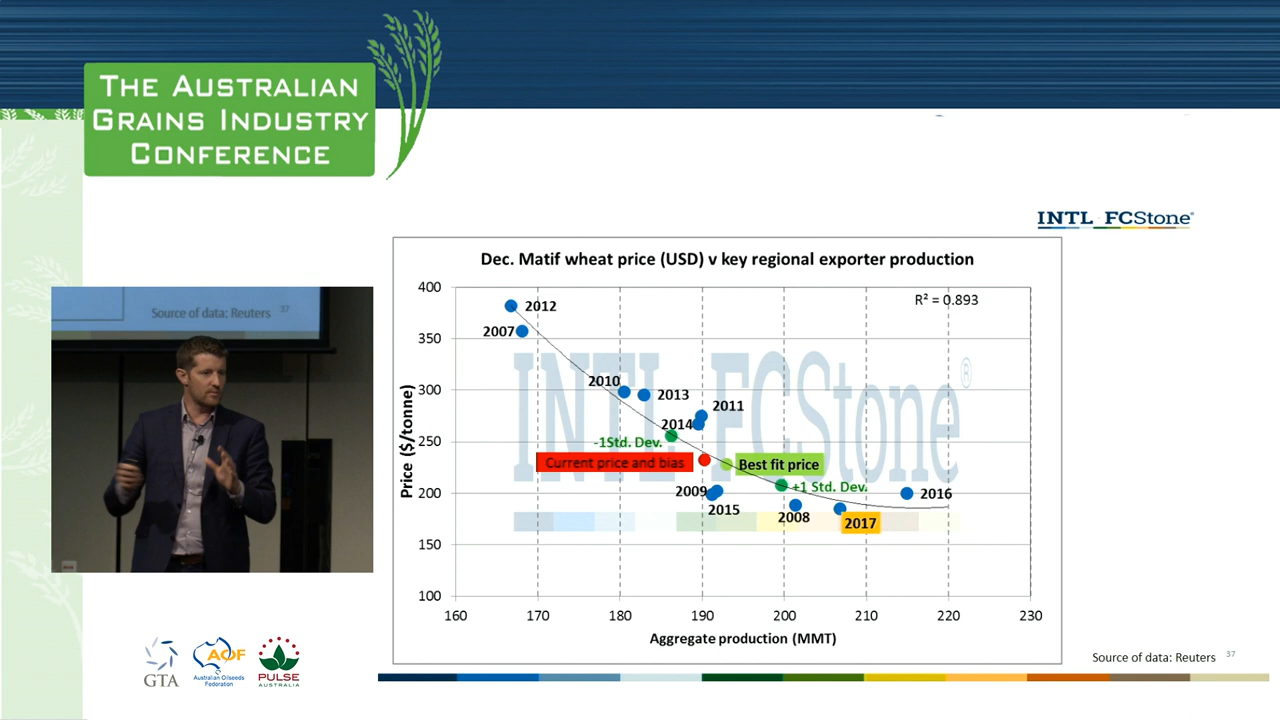 THE AUSTRALIAN
GRAINS INDUSTRY
CONFERENCE
INTL FCStone®
Dec. Matif wheat price (USD) v key regional exporter production
R² = 0.893
INTL FCStone®
400
350
300
250
200
150
100
Price ($/tonne)
2012
2007
2010
2013
2011
2014
-1Std. Dev.
Current price and bias
Best fit price
2009
+1 Std. Dev.
2016
2015
2008
2017
160 170 180 190 200 210 220 230
Aggregate production (MMT)
Source of data: Reuters 37
Source of data: Reuters 37
GTA
AOF
Australian Oilseeds
Federation
PULSE
AUSTRALIA